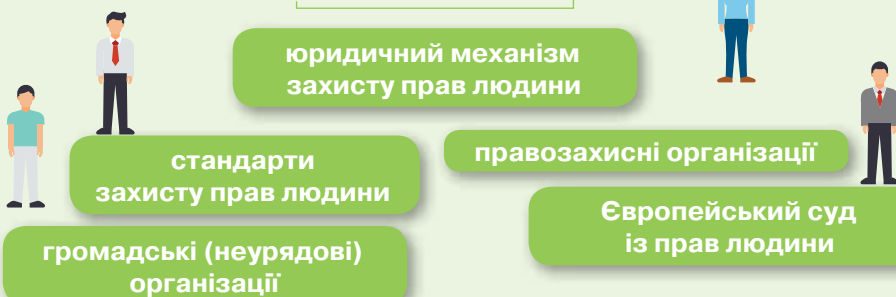 юридичний механізм
захисту прав людини
стандарти
захисту прав людини
правозахисні організації
Європейський суд
із прав людини
громадські (неурядові)
організації